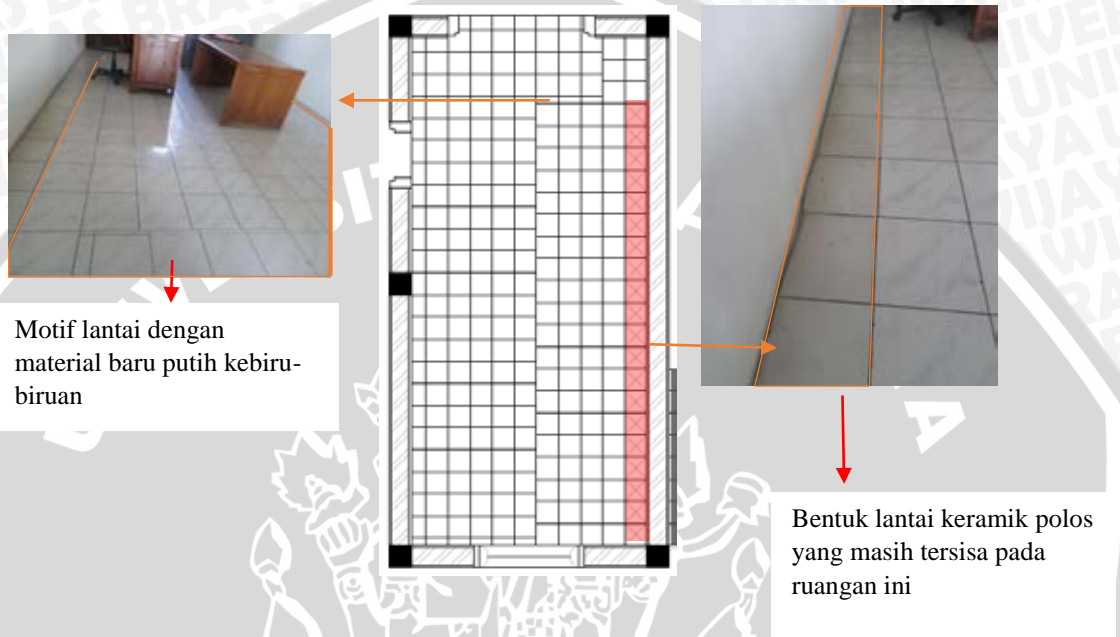 Motif lantai dengan
material baru putih kebiru-
biruan
Bentuk lantai keramik polos
yang masih tersisa pada
ruangan ini